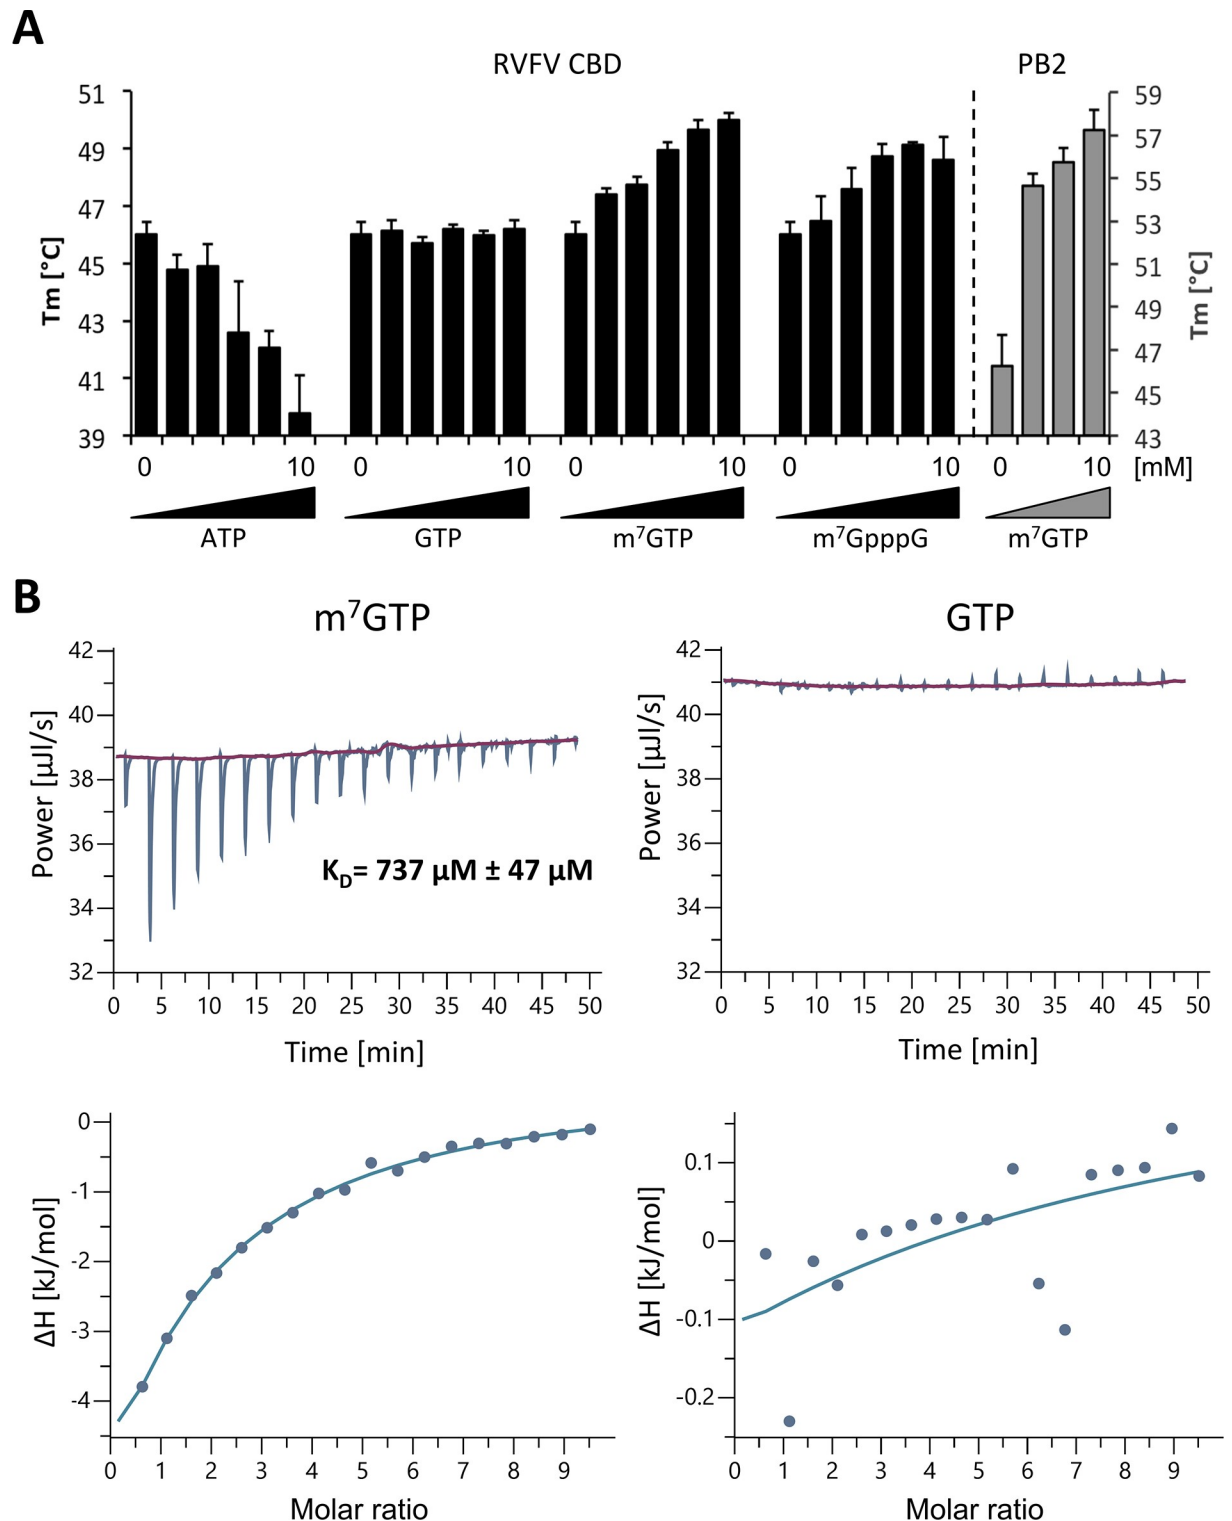 A
RVFV CBD PB2
51 59
49 57
47 55
45 53
43 51
41 49
39 47
45
43
Tm [°C]
Tm [°C]
0 10 0 10 0 10 0 10 0 10 [mM]
ATP GTP m⁷GTP m⁷GpppG m⁷GTP
B
m⁷GTP
42
40
38
36
34
32
Power [µJl/s]
K_D= 737 µM ± 47 µM
0 5 10 15 20 25 30 35 40 45 50
Time [min]
GTP
42
40
38
36
34
32
Power [µJl/s]
0 5 10 15 20 25 30 35 40 45 50
Time [min]
0
-1
-2
-3
-4
ΔH [kJ/mol]
0 1 2 3 4 5 6 7 8 9
Molar ratio
0.1
0
-0.1
-0.2
ΔH [kJ/mol]
0 1 2 3 4 5 6 7 8 9
Molar ratio